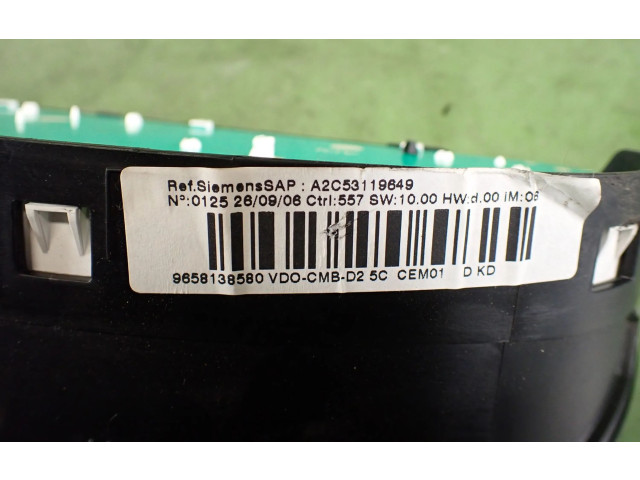 Ref.SiemensSAP : A2C53119649
Nº:0125 26/09/06 Ctrl:557 SW:10.00 HW:d.00 IM:06
9658138580 VDO-CMB-D2 5C CEM01 D KD